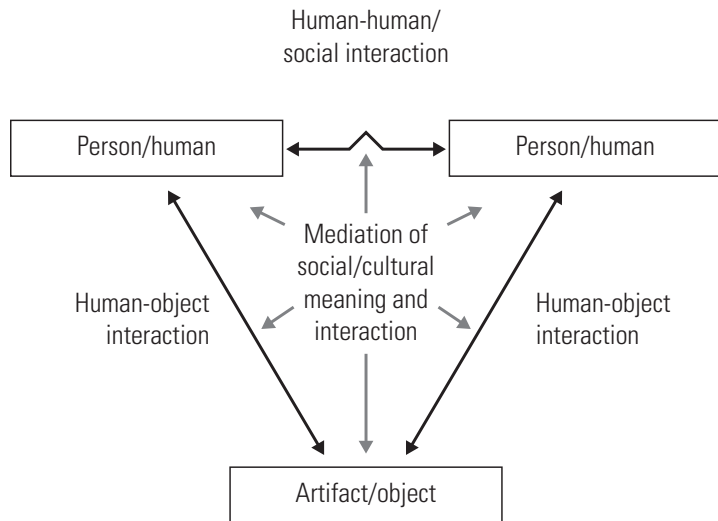 Human-human/
social interaction
Person/human
Person/human
Mediation of
social/cultural
meaning and
interaction
Human-object
interaction
Human-object
interaction
Artifact/object